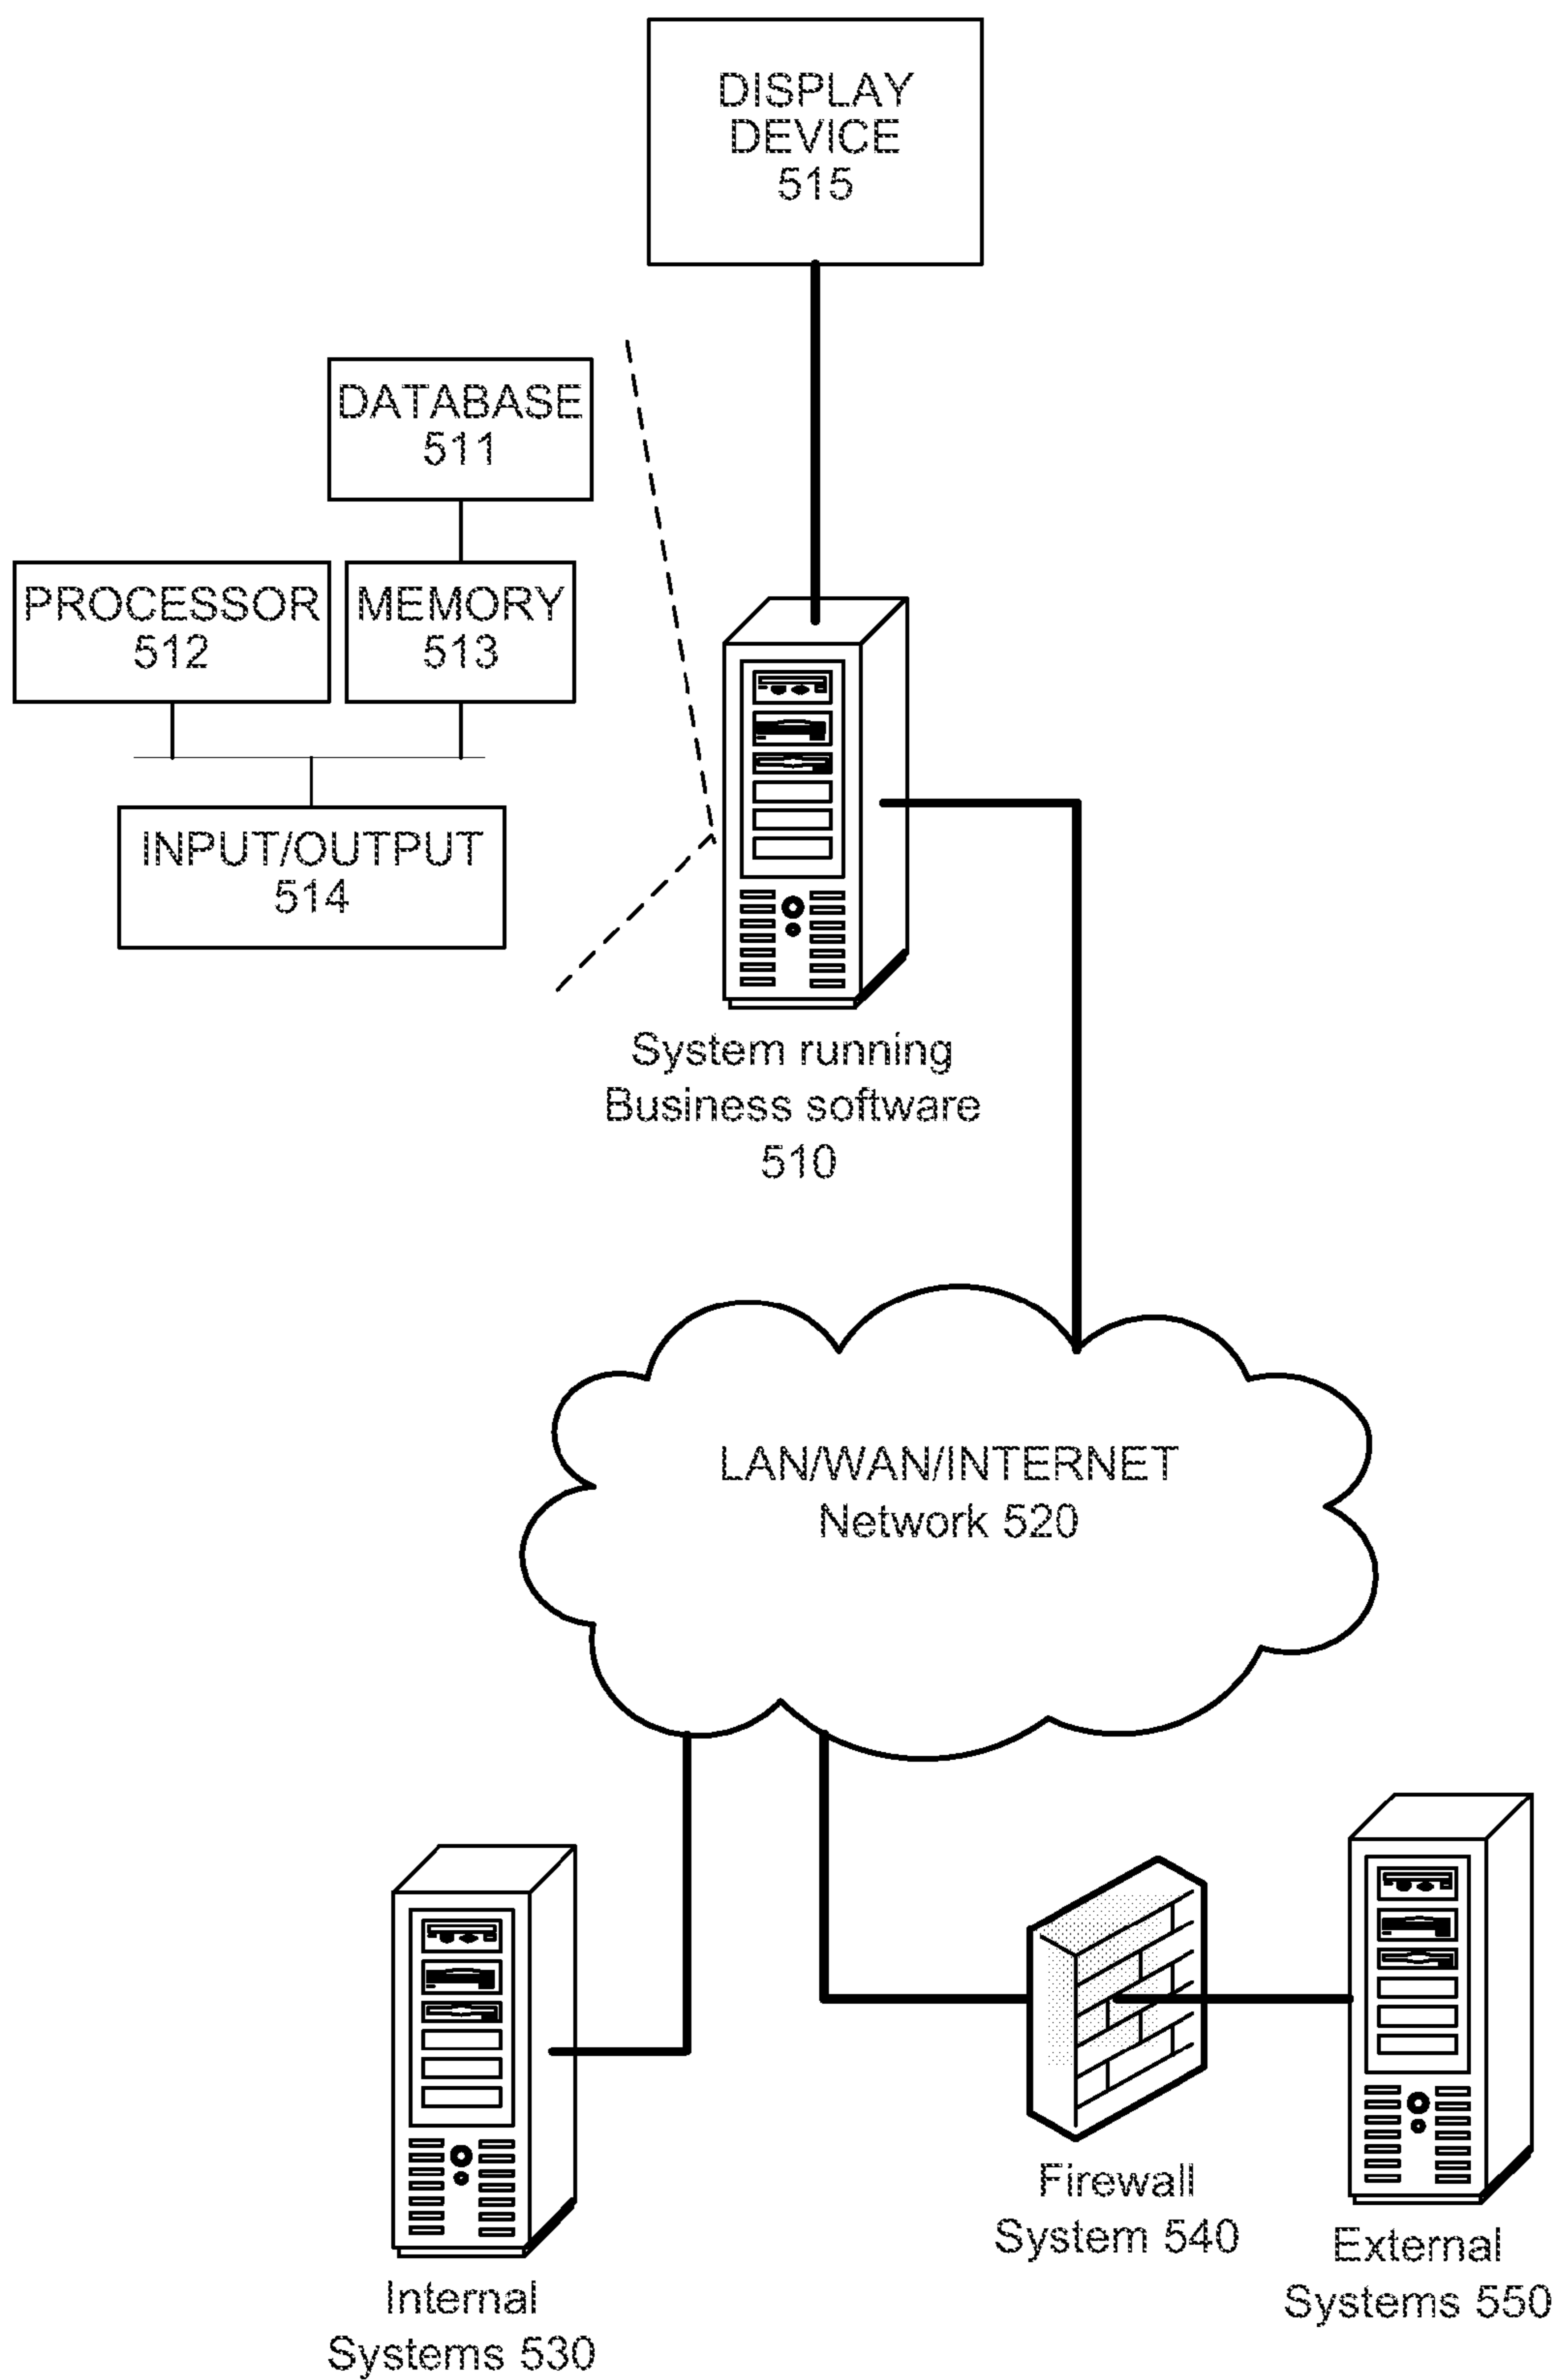 DISPLAY
DEVICE
515
DATABASE
511
PROCESSOR
512
MEMORY
513
INPUT/OUTPUT
514
System running
Business software
510
LAN/WAN/INTERNET
Network 520
Firewall
System 540
External
Systems 550
Internal
Systems 530